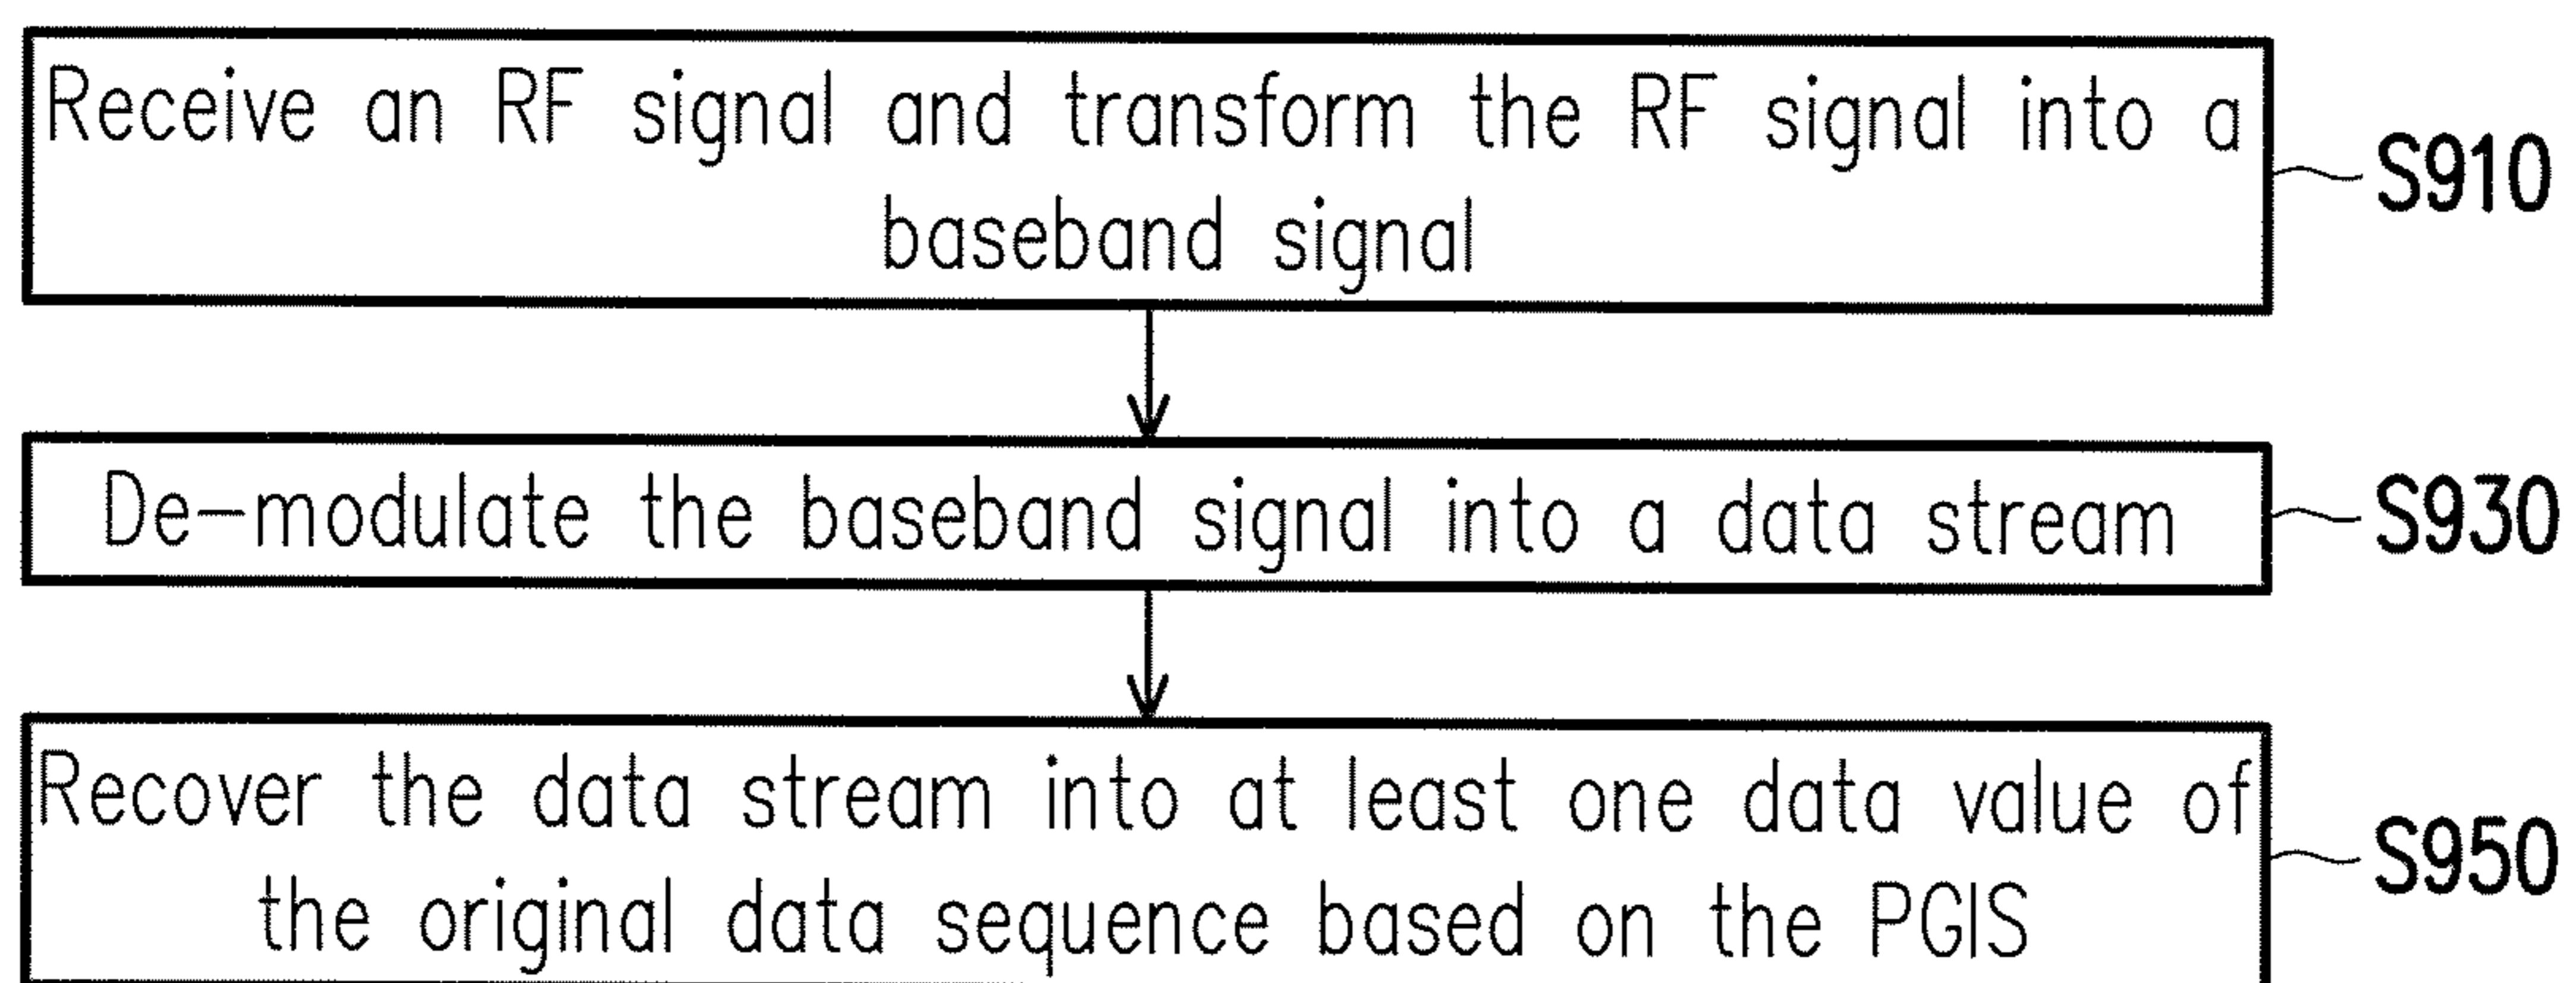 Receive an RF signal and transform the RF signal into a
baseband signal
S910
De-modulate the baseband signal into a data stream
S930
Recover the data stream into at least one data value of
the original data sequence based on the PGIS
S950